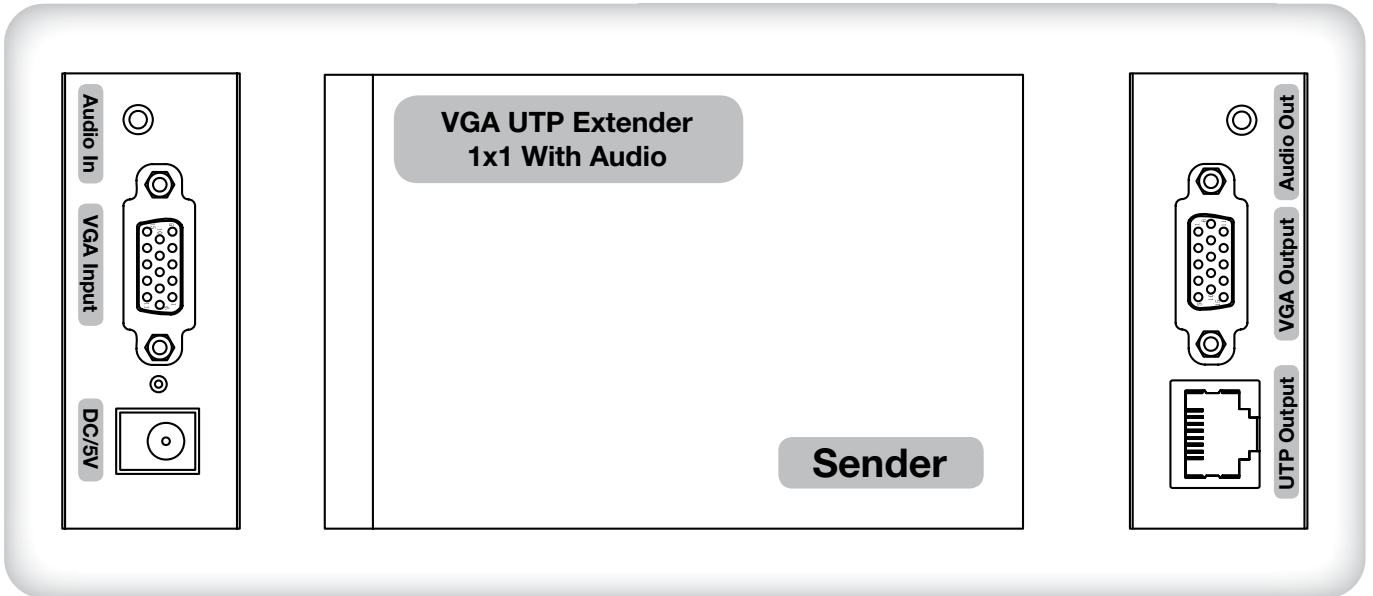 Audio In
VGA Input
DC/5V
VGA UTP Extender
1x1 With Audio
Sender
Audio Out
VGA Output
UTP Output